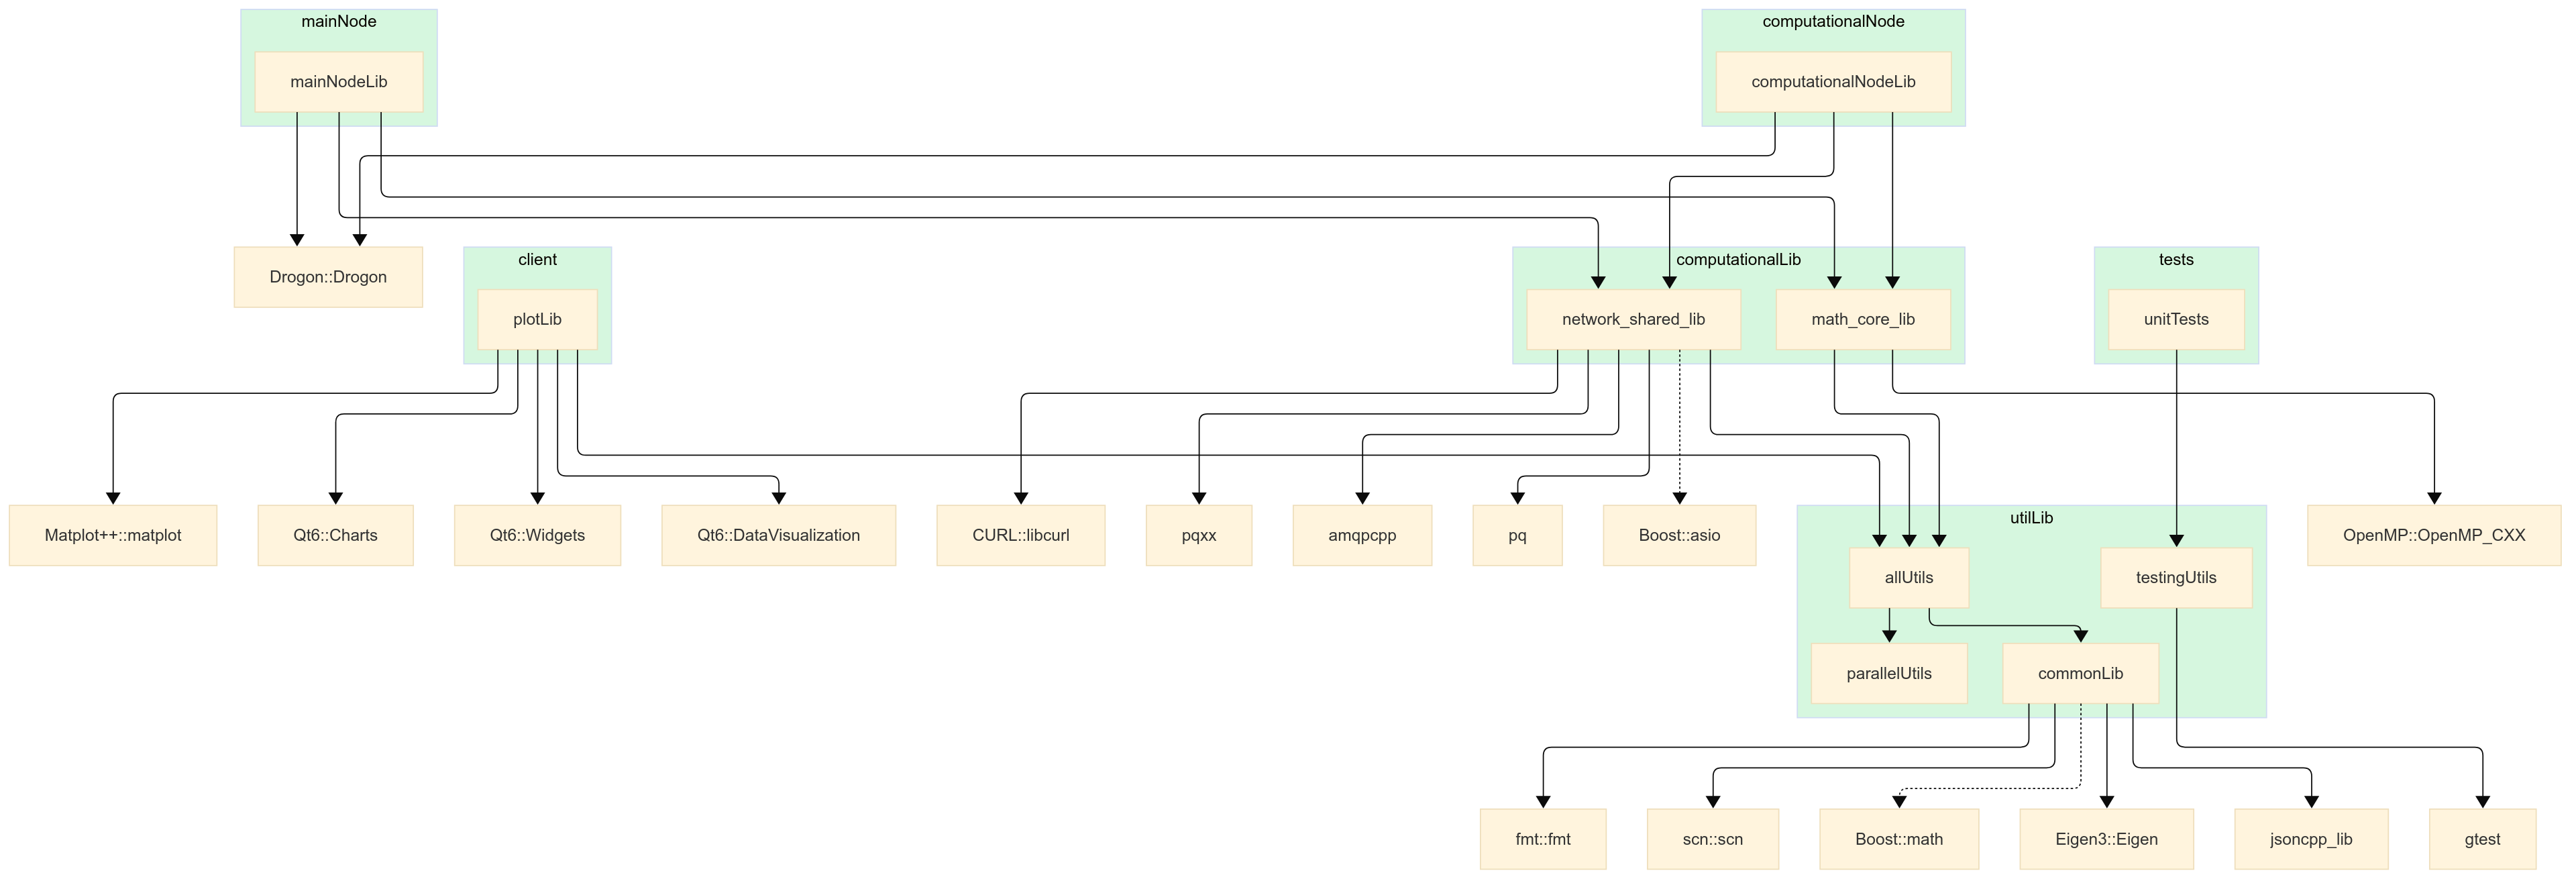 mainNode
computationalNode
mainNodeLib
computationalNodeLib
Drogon::Drogon
client
computationalLib
tests
plotLib
network_shared_lib
math_core_lib
unitTests
Matplot++::matplot
Qt6::Charts
Qt6::Widgets
Qt6::DataVisualization
CURL::libcurl
pqxx
amqpcpp
pq
Boost::asio
utilLib
OpenMP::OpenMP_CXX
allUtils
testingUtils
parallelUtils
commonLib
fmt::fmt
scn::scn
Boost::math
Eigen3::Eigen
jsoncpp_lib
gtest